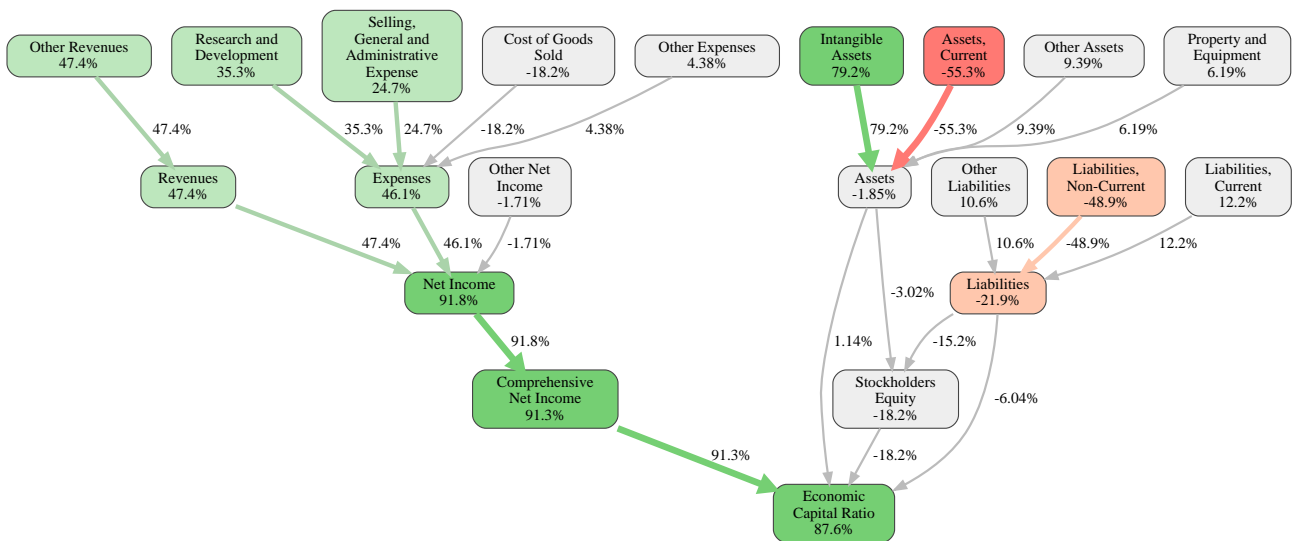 Other Revenues
47.4%
Research and
Development
35.3%
Selling,
General and
Administrative
Expense
24.7%
Cost of Goods
Sold
-18.2%
Other Expenses
4.38%
Intangible
Assets
79.2%
Assets,
Current
-55.3%
Other Assets
9.39%
Property and
Equipment
6.19%
47.4%
35.3%
24.7%
-18.2%
4.38%
79.2%
-55.3%
9.39%
6.19%
Revenues
47.4%
Expenses
46.1%
Other Net
Income
-1.71%
Assets
-1.85%
Other
Liabilities
10.6%
Liabilities,
Non-Current
-48.9%
Liabilities,
Current
12.2%
47.4%
46.1%
-1.71%
10.6%
-48.9%
12.2%
Net Income
91.8%
-3.02%
Liabilities
-21.9%
91.8%
1.14%
-15.2%
Comprehensive
Net Income
91.3%
Stockholders
Equity
-18.2%
-6.04%
91.3%
-18.2%
Economic
Capital Ratio
87.6%